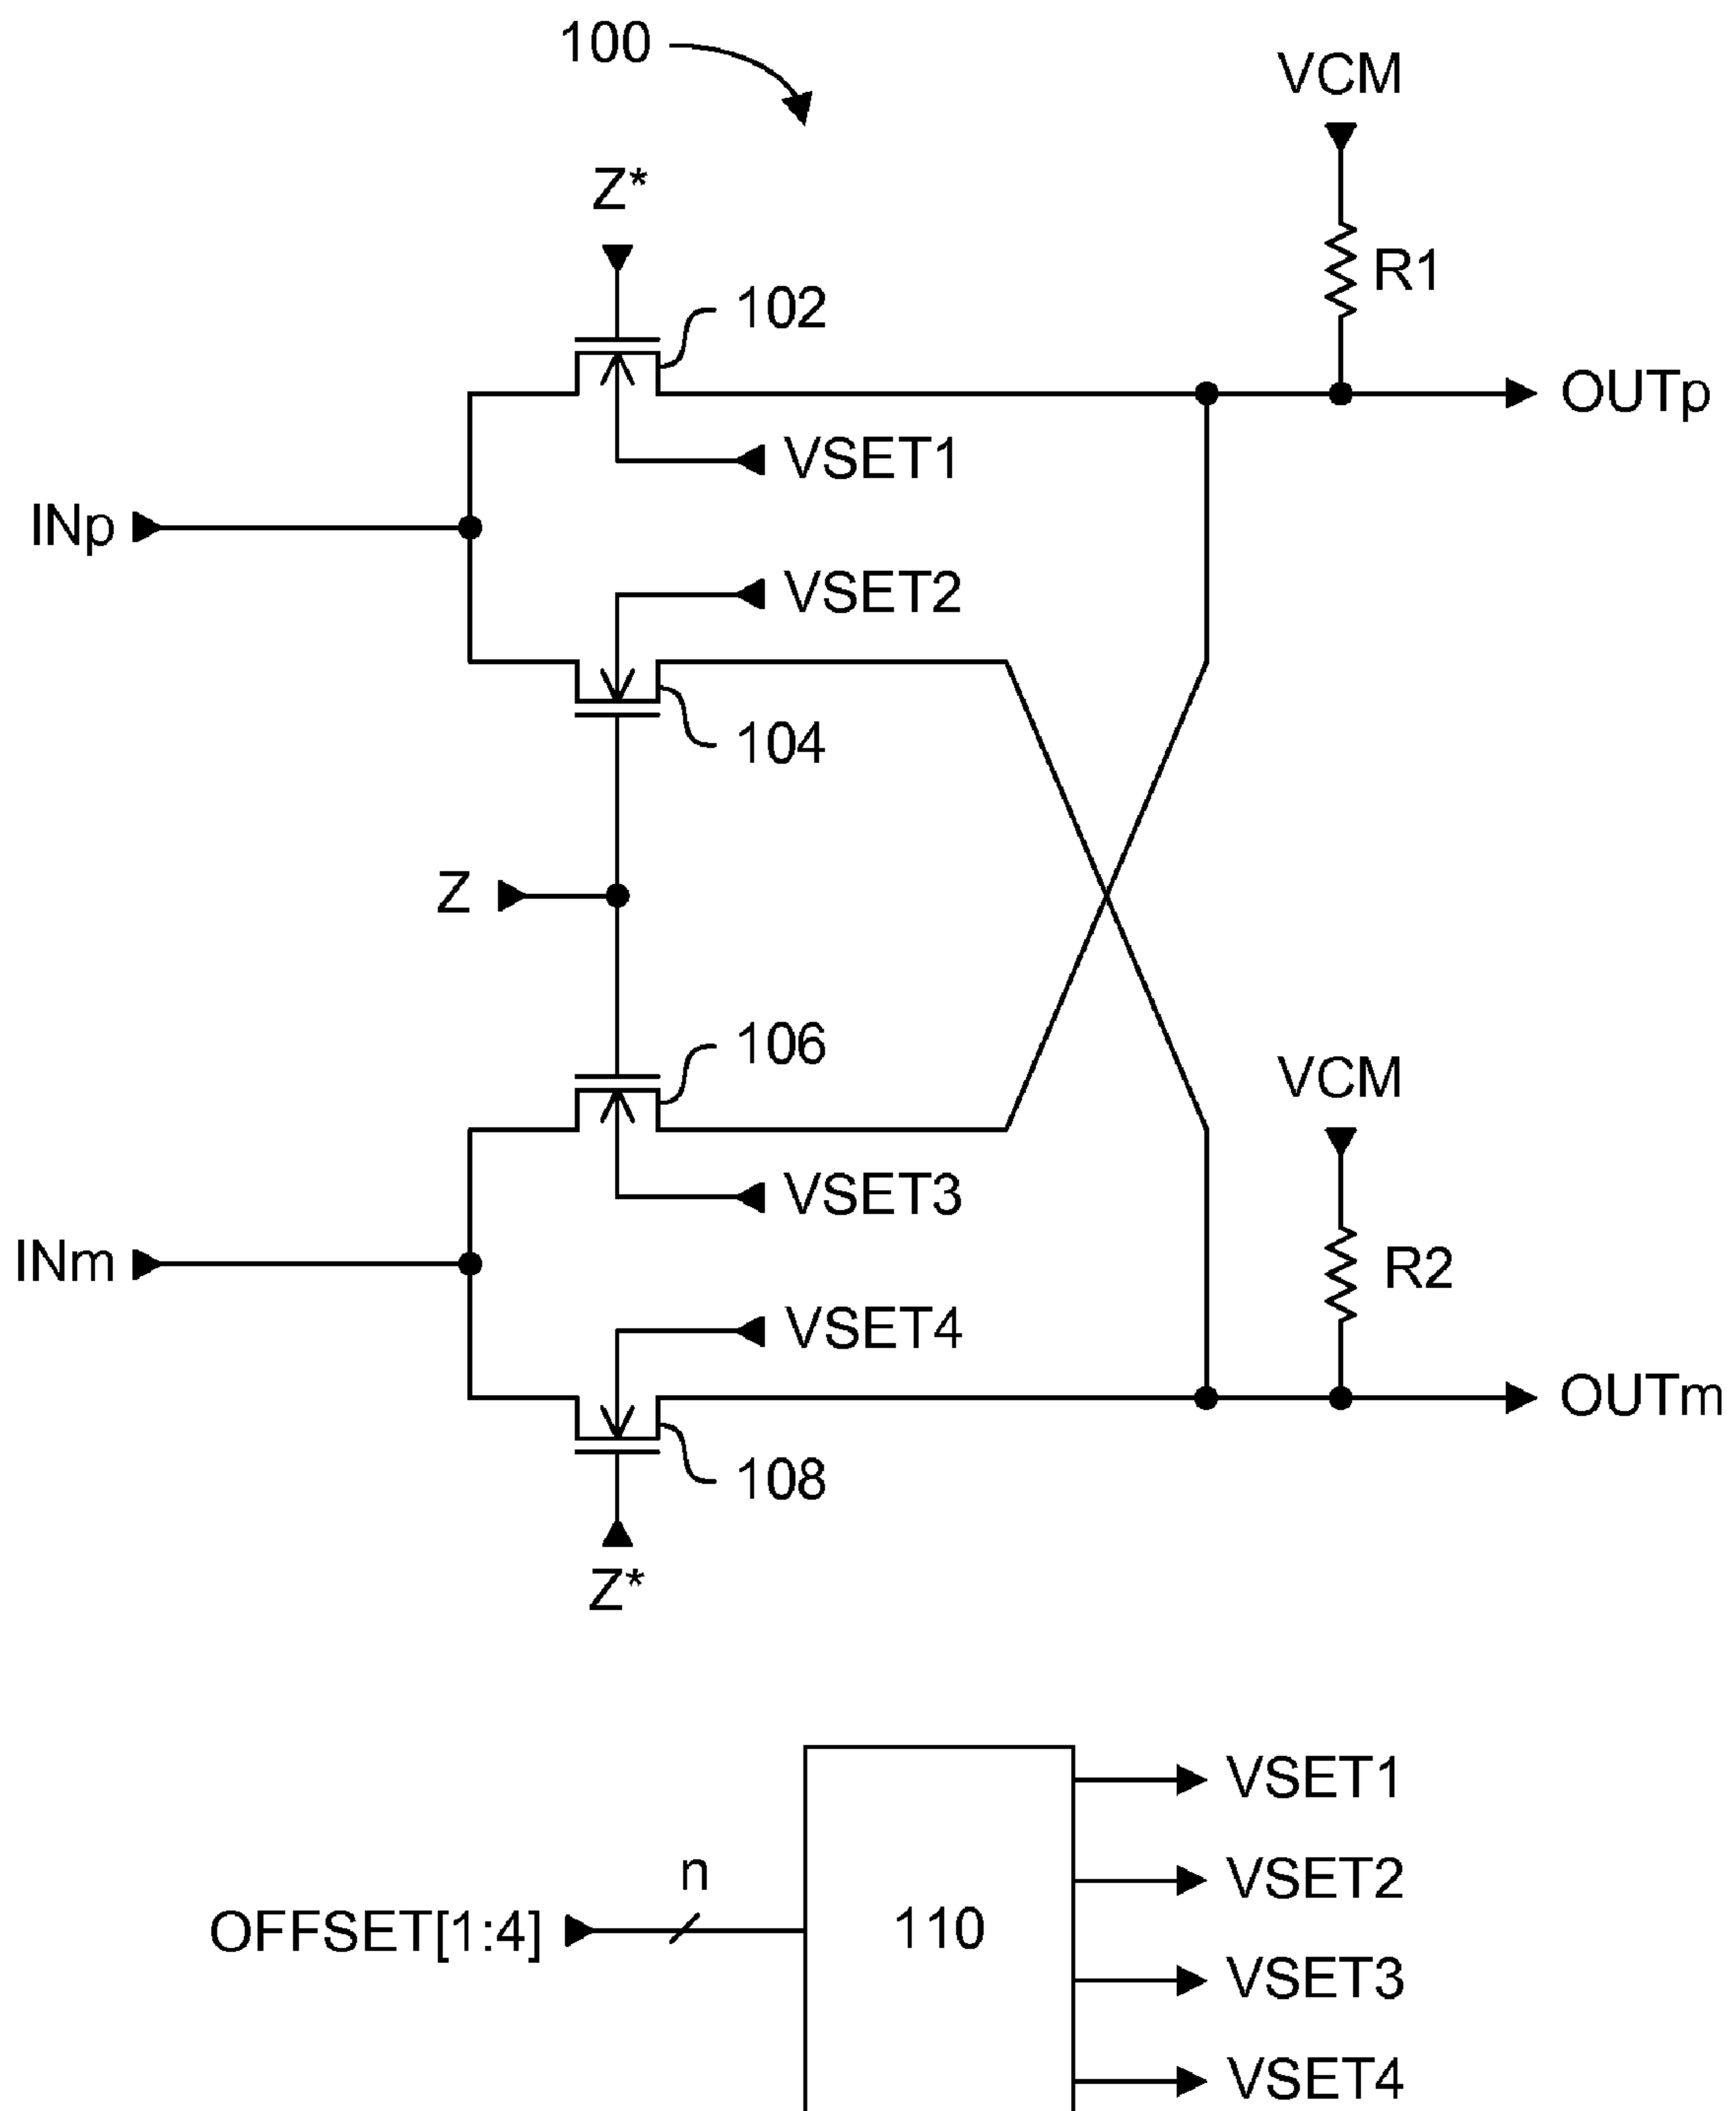 100
VCM
Z*
R1
102
OUTp
VSET1
INp
VSET2
104
Z
106
VCM
VSET3
INm
R2
VSET4
OUTm
108
Z*
VSET1
n
VSET2
OFFSET[1:4]
110
VSET3
VSET4